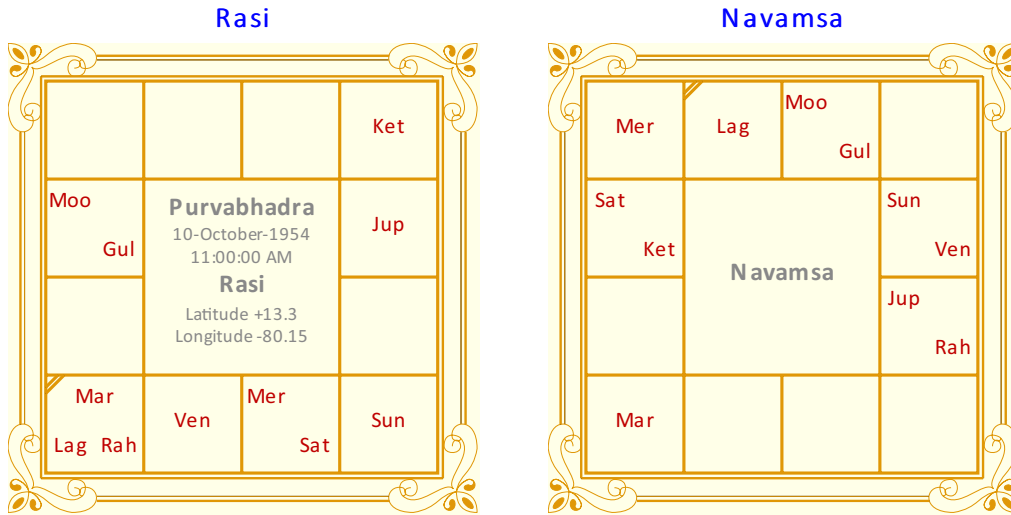 Rasi
Ket
Moo
Gul
Jup
Purvabhadra
10-October-1954
11:00:00 AM
Rasi
Latitude +13.3
Longitude -80.15
Mar
Lag Rah
Ven
Mer
Sat
Sun
Navamsa
Mer
Lag
Moo
Gul
Sat
Ket
Sun
Ven
Navamsa
Jup
Rah
Mar